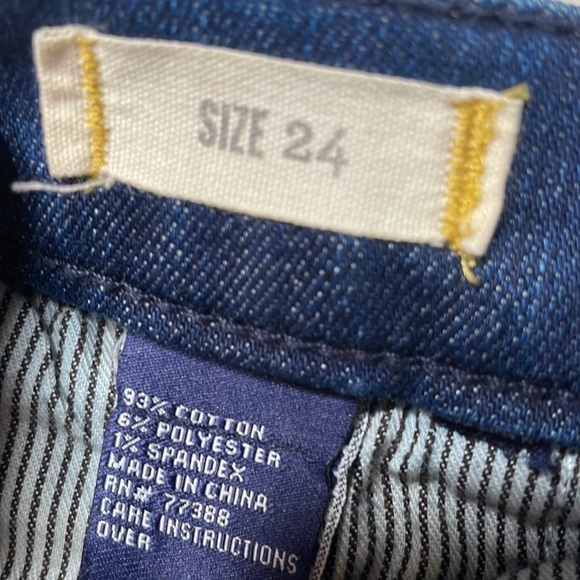 SIZE 24
93% COTTON
6% POLYESTER
1% SPANDEX
MADE IN CHINA
RN# 77388
CARE INSTRUCTIONS
OVER